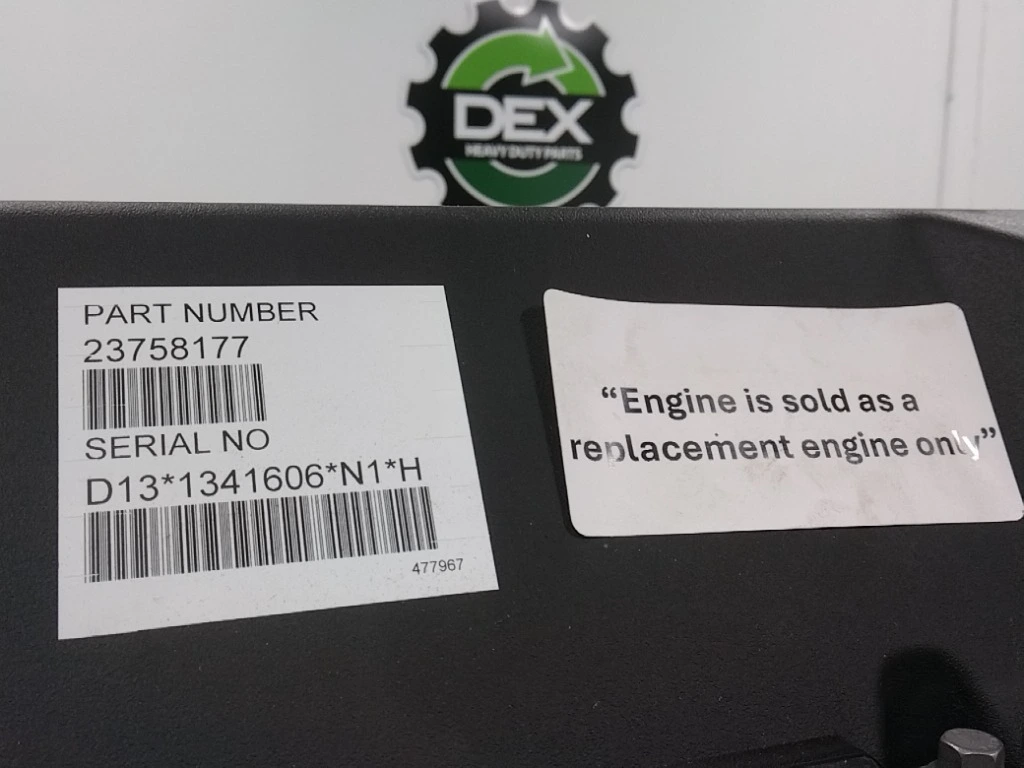 DEX
HEAVY DUTY PARTS
PART NUMBER
23758177
SERIAL NO
D13*1341606*N1*H
477967
“Engine is sold as a
replacement engine only”